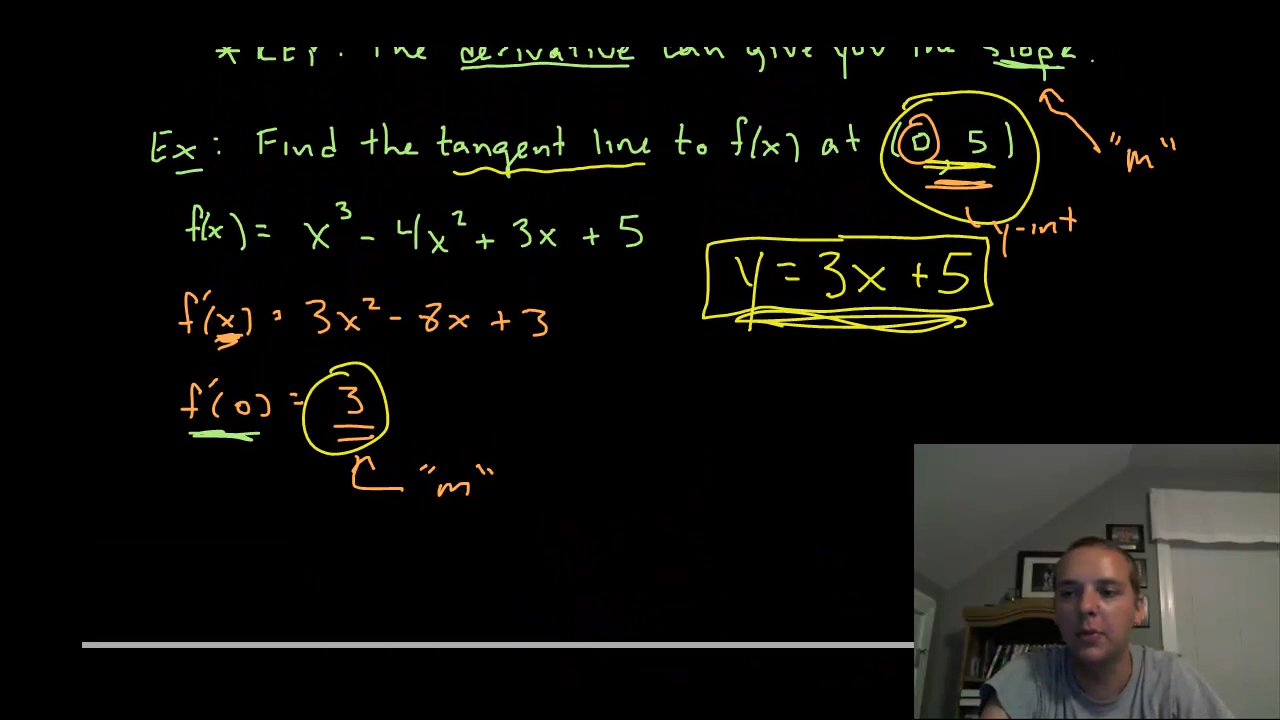 * KEY: The derivative can give you the slope.
Ex: Find the tangent line to f(x) at (0, 5)
"m"
y-int
f(x) = x³ - 4x² + 3x + 5
y = 3x + 5
f'(x) = 3x² - 8x + 3
f'(0) = 3
"m"